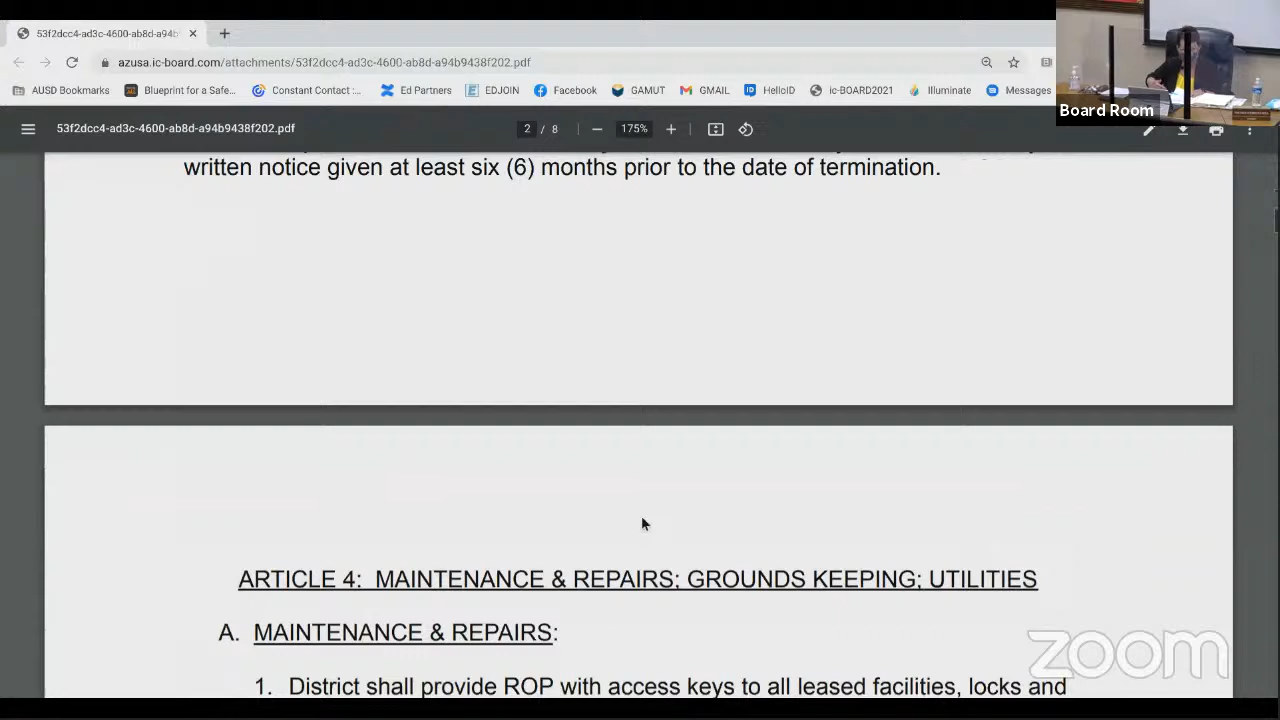 53f2dcc4-ad3c-4600-ab8d-a94b
azusa.ic-board.com/attachments/53f2dcc4-ad3c-4600-ab8d-a94b9438f202.pdf
AUSD Bookmarks Blueprint for a Safe... Constant Contact :... Ed Partners EDJOIN Facebook GAMUT GMAIL HelloID ic-BOARD2021 Illuminate Messages
Board Room
53f2dcc4-ad3c-4600-ab8d-a94b9438f202.pdf 2 / 8 175%
written notice given at least six (6) months prior to the date of termination.
ARTICLE 4: MAINTENANCE & REPAIRS; GROUNDS KEEPING; UTILITIES
A. MAINTENANCE & REPAIRS:
1. District shall provide ROP with access keys to all leased facilities, locks and
zoom